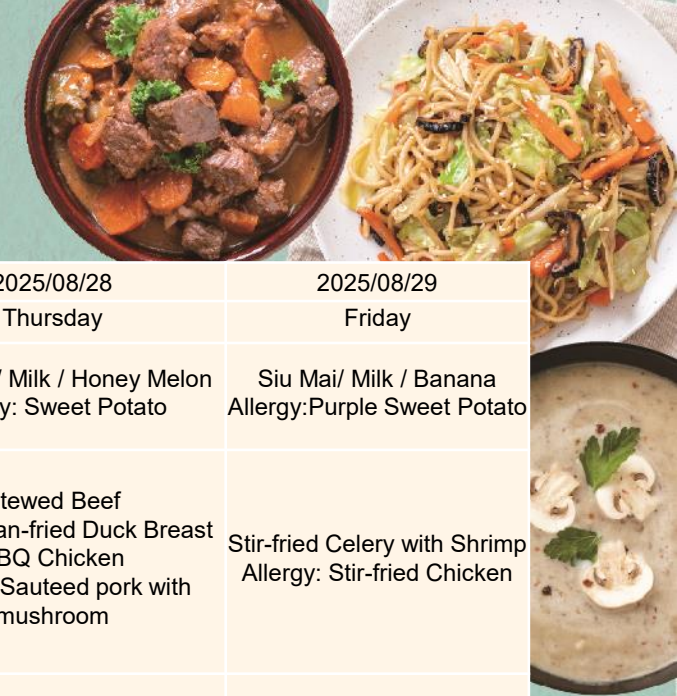 2025/08/28
2025/08/29
Thursday
Friday
/ Milk / Honey Melon
y: Sweet Potato
Siu Mai/ Milk / Banana
Allergy:Purple Sweet Potato
tewed Beef
an-fried Duck Breast
BQ Chicken
Sauteed pork with
mushroom
Stir-fried Celery with Shrimp
Allergy: Stir-fried Chicken